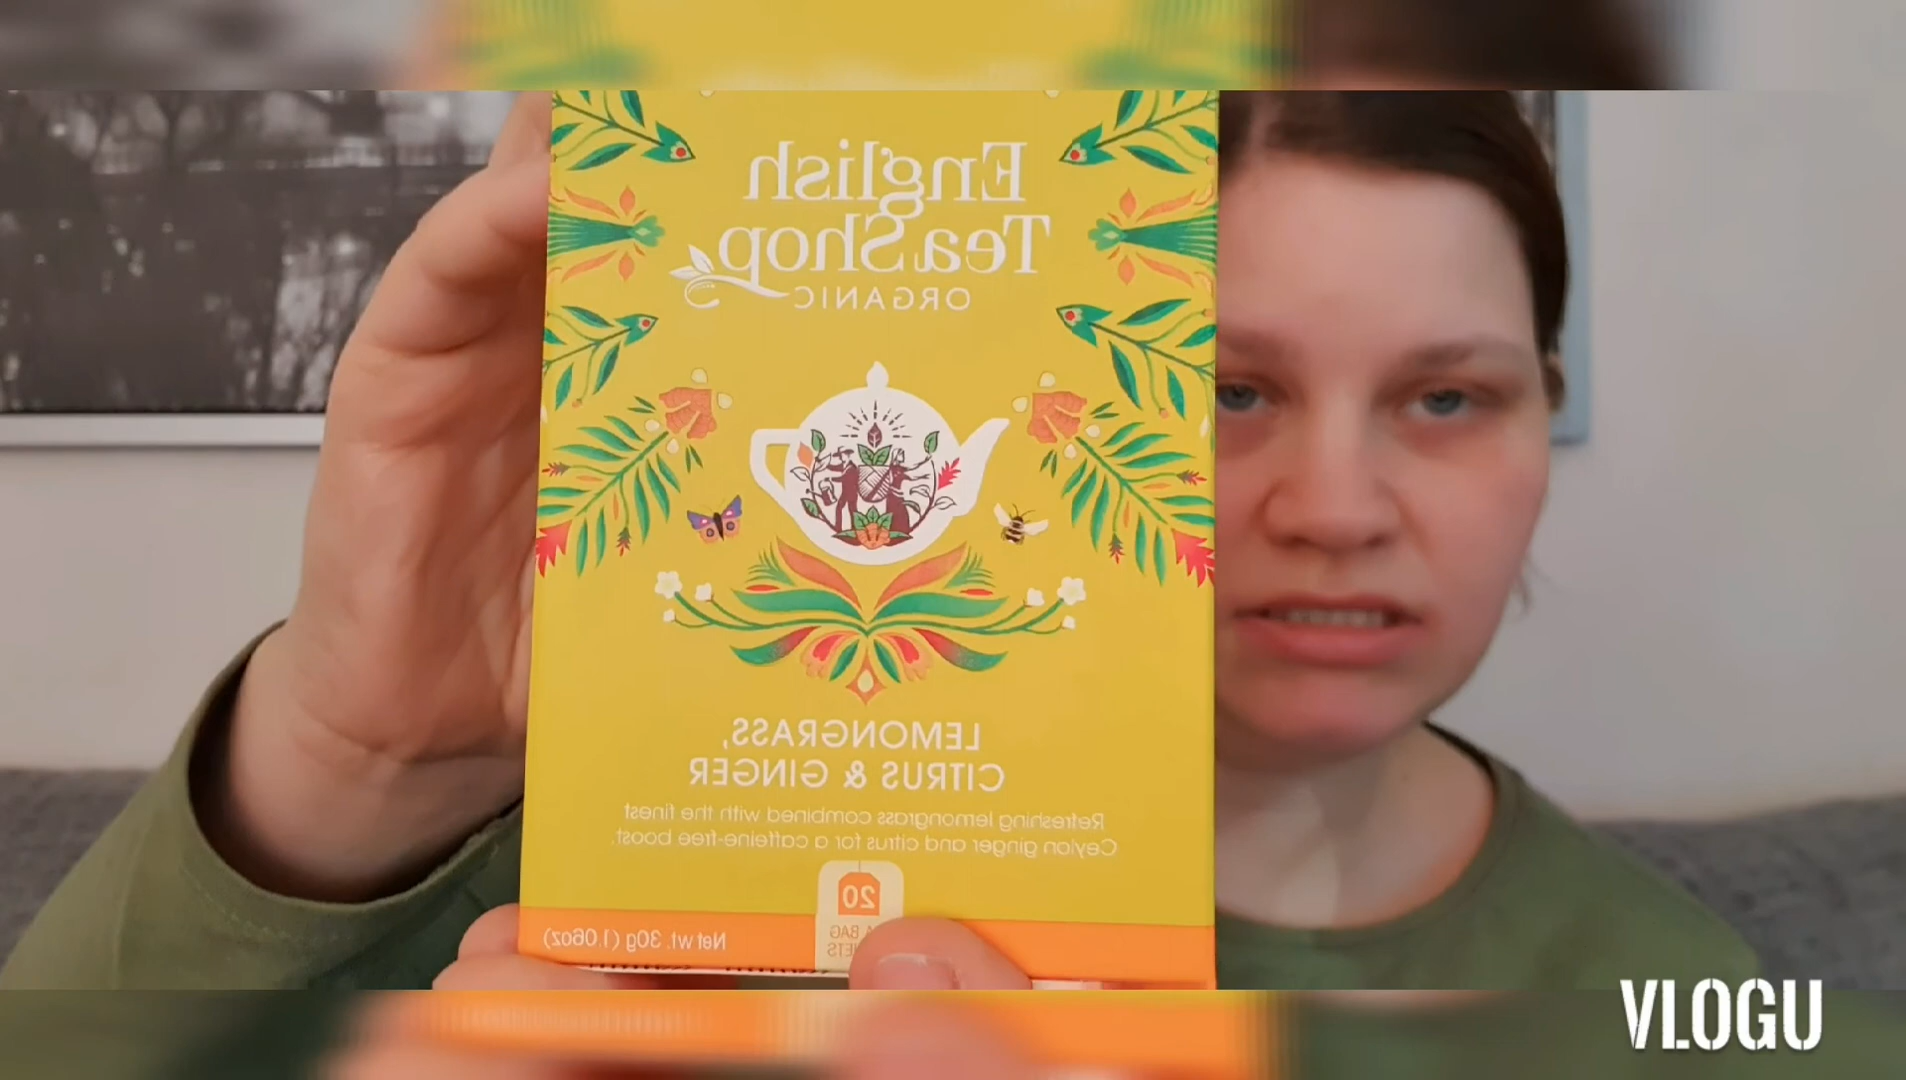 English
Tea Shop
ORGANIC
LEMONGRASS,
CITRUS & GINGER
Refreshing lemongrass combined with the finest
Ceylon ginger and citrus for a caffeine-free boost.
20
BAG
Net wt. 30g (1.06oz)
VLOGU